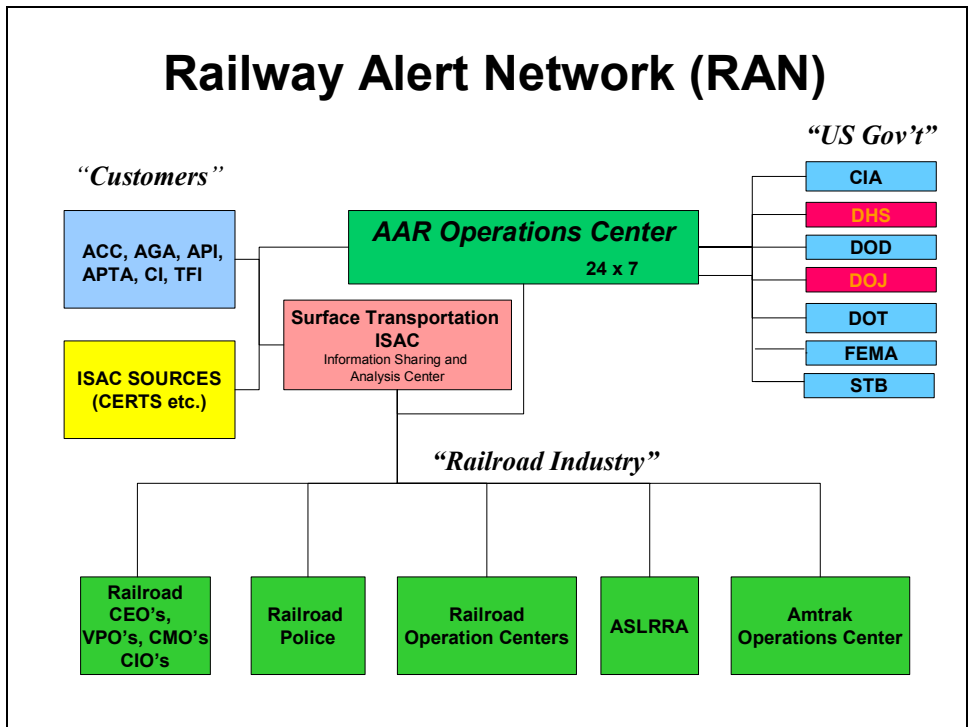 Railway Alert Network (RAN)
“US Gov’t”
“Customers”
CIA
DHS
DOD
DOJ
DOT
FEMA
STB
ACC, AGA, API,
APTA, CI, TFI
AAR Operations Center
24 x 7
Surface Transportation
ISAC
Information Sharing and
Analysis Center
ISAC SOURCES
(CERTS etc.)
“Railroad Industry”
Railroad
CEO’s,
VPO’s, CMO’s
CIO’s
Railroad
Police
Railroad
Operation Centers
ASLRRA
Amtrak
Operations Center